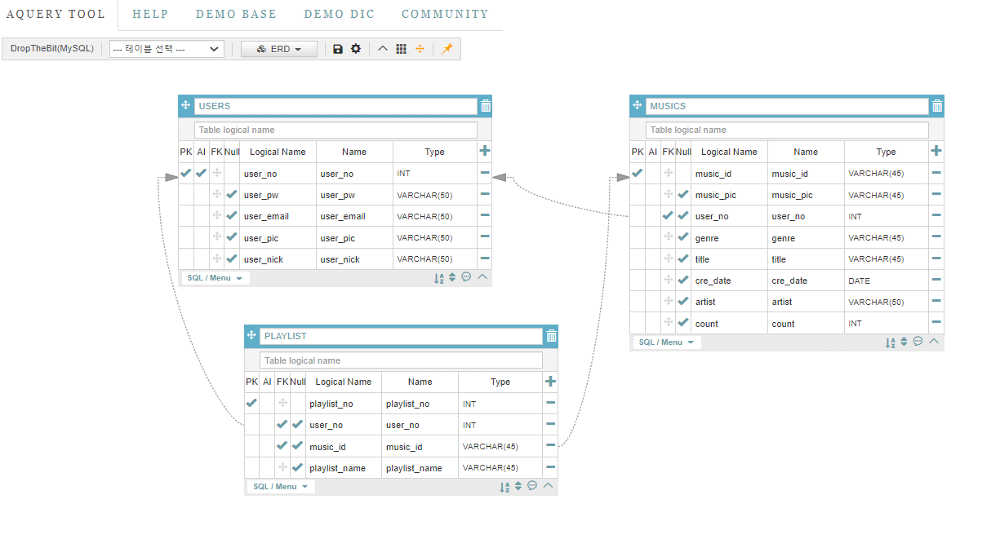 AQUERY TOOL HELP DEMO BASE DEMO DIC COMMUNITY
DropTheBit(MySQL) --- 테이블 선택 --- ERD
USERS
Table logical name
PK AI FK Null Logical Name Name Type
user_no user_no INT
user_pw user_pw VARCHAR(50)
user_email user_email VARCHAR(50)
user_pic user_pic VARCHAR(50)
user_nick user_nick VARCHAR(50)
SQL / Menu
MUSICS
Table logical name
PK AI FK Null Logical Name Name Type
music_id music_id VARCHAR(45)
music_pic music_pic VARCHAR(45)
user_no user_no INT
genre genre VARCHAR(45)
title title VARCHAR(45)
cre_date cre_date DATE
artist artist VARCHAR(50)
count count INT
SQL / Menu
PLAYLIST
Table logical name
PK AI FK Null Logical Name Name Type
playlist_no playlist_no INT
user_no user_no INT
music_id music_id VARCHAR(45)
playlist_name playlist_name VARCHAR(45)
SQL / Menu